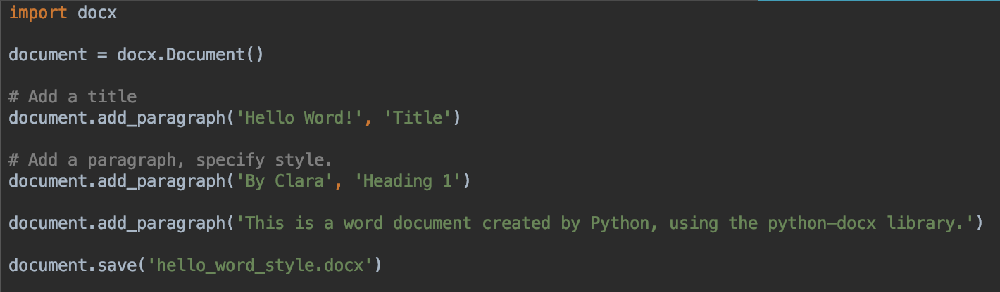 import docx
document = docx.Document()
# Add a title
document.add_paragraph('Hello Word!', 'Title')
# Add a paragraph, specify style.
document.add_paragraph('By Clara', 'Heading 1')
document.add_paragraph('This is a word document created by Python, using the python-docx library.')
document.save('hello_word_style.docx')